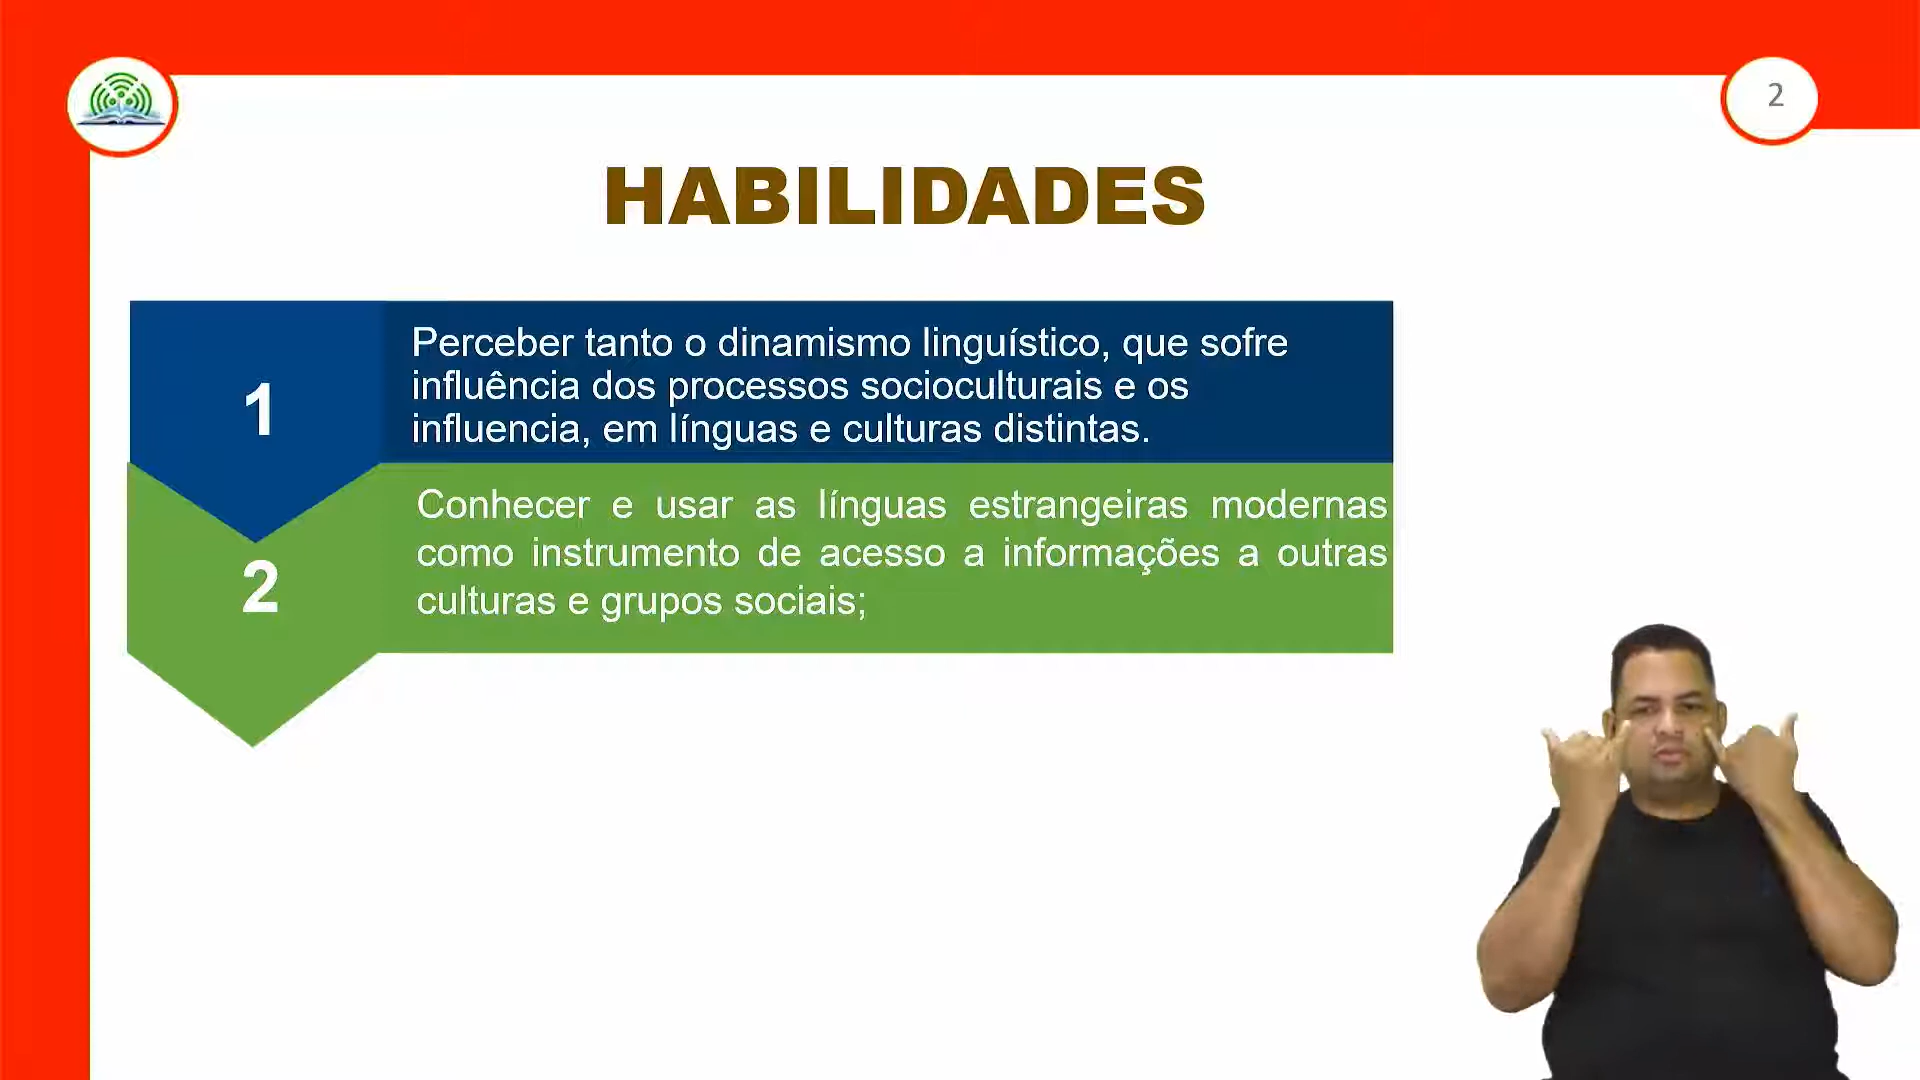 2
HABILIDADES
1
Perceber tanto o dinamismo linguístico, que sofre
influência dos processos socioculturais e os
influencia, em línguas e culturas distintas.
2
Conhecer e usar as línguas estrangeiras modernas
como instrumento de acesso a informações a outras
culturas e grupos sociais;